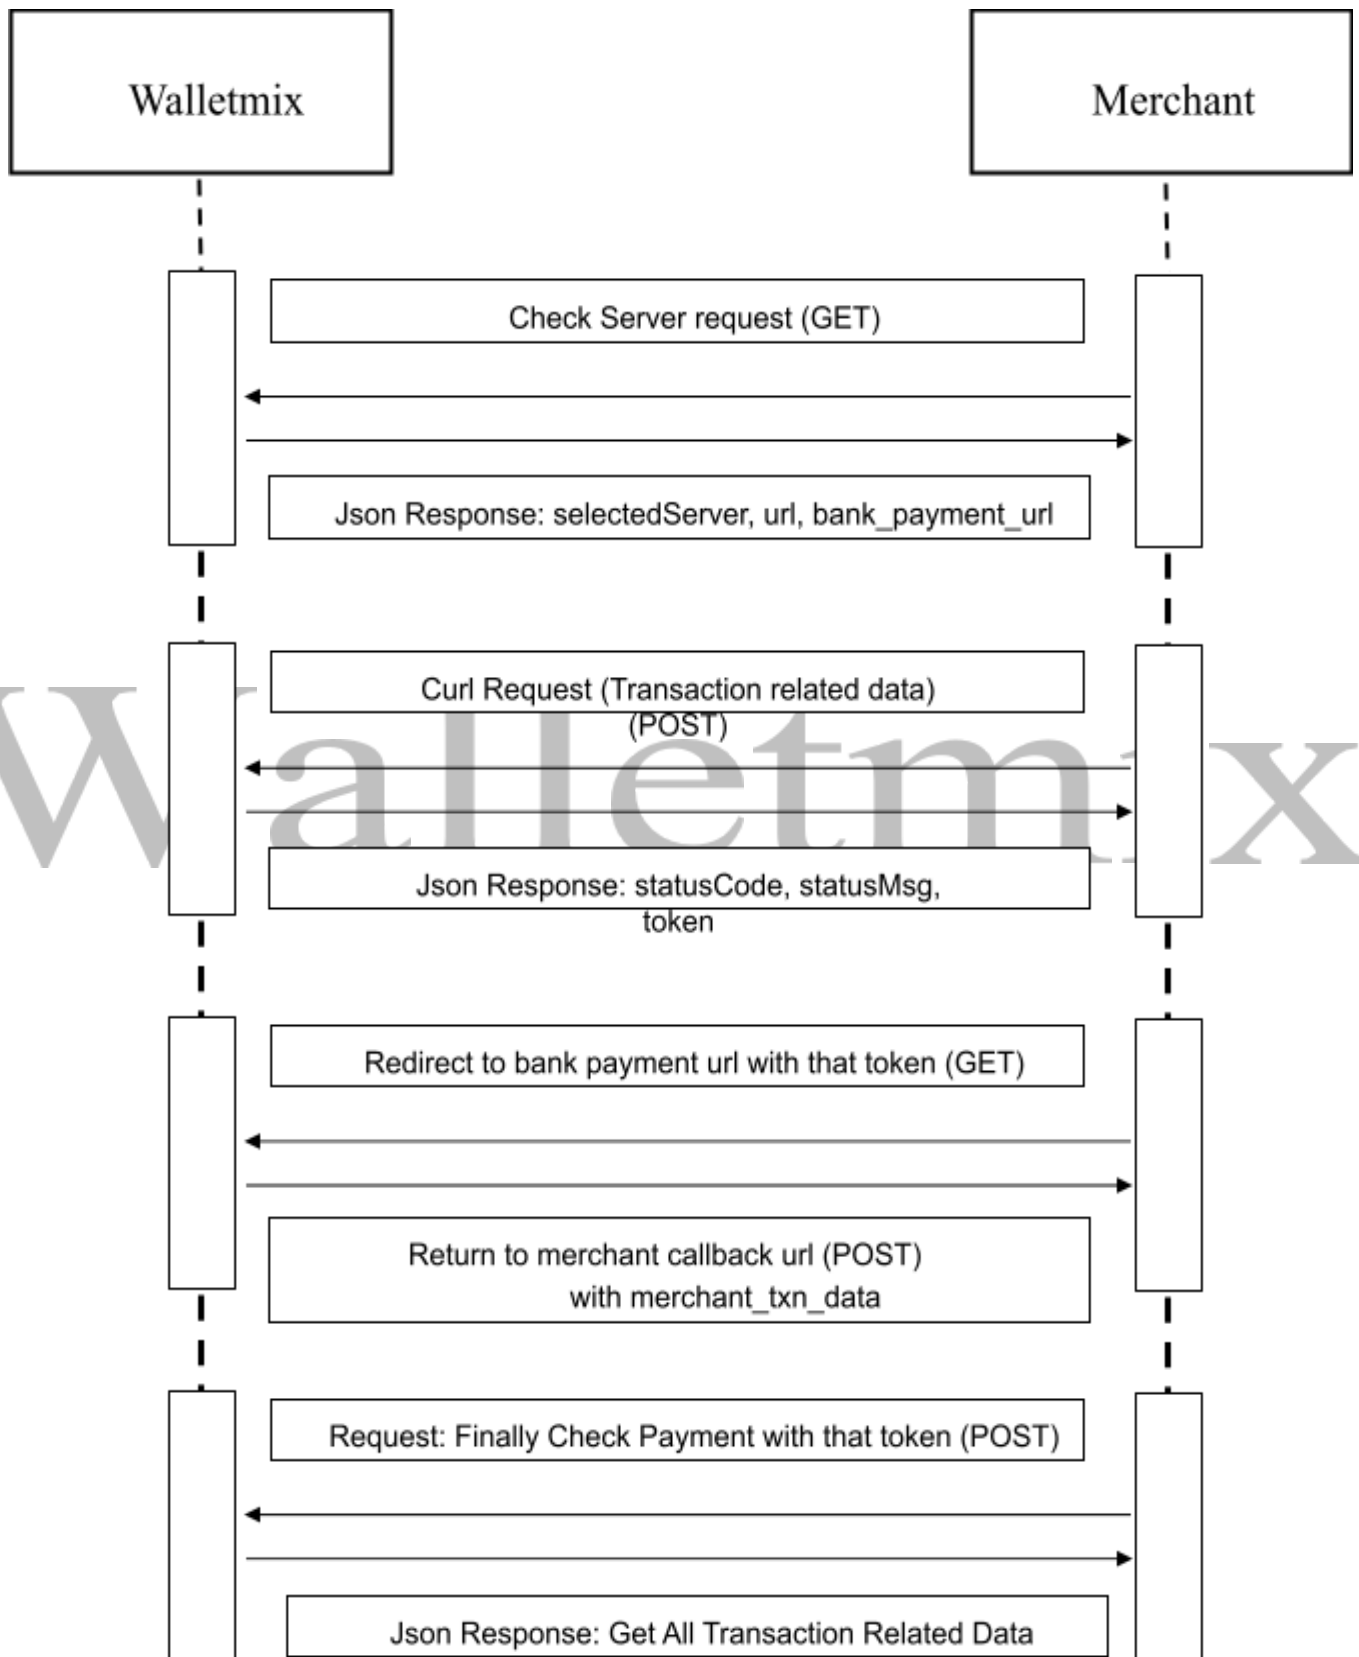 Walletmix
Merchant
Check Server request (GET)
Json Response: selectedServer, url, bank_payment_url
Curl Request (Transaction related data)
(POST)
Walletmix
Json Response: statusCode, statusMsg,
token
Redirect to bank payment url with that token (GET)
Return to merchant callback url (POST)
with merchant_txn_data
Request: Finally Check Payment with that token (POST)
Json Response: Get All Transaction Related Data